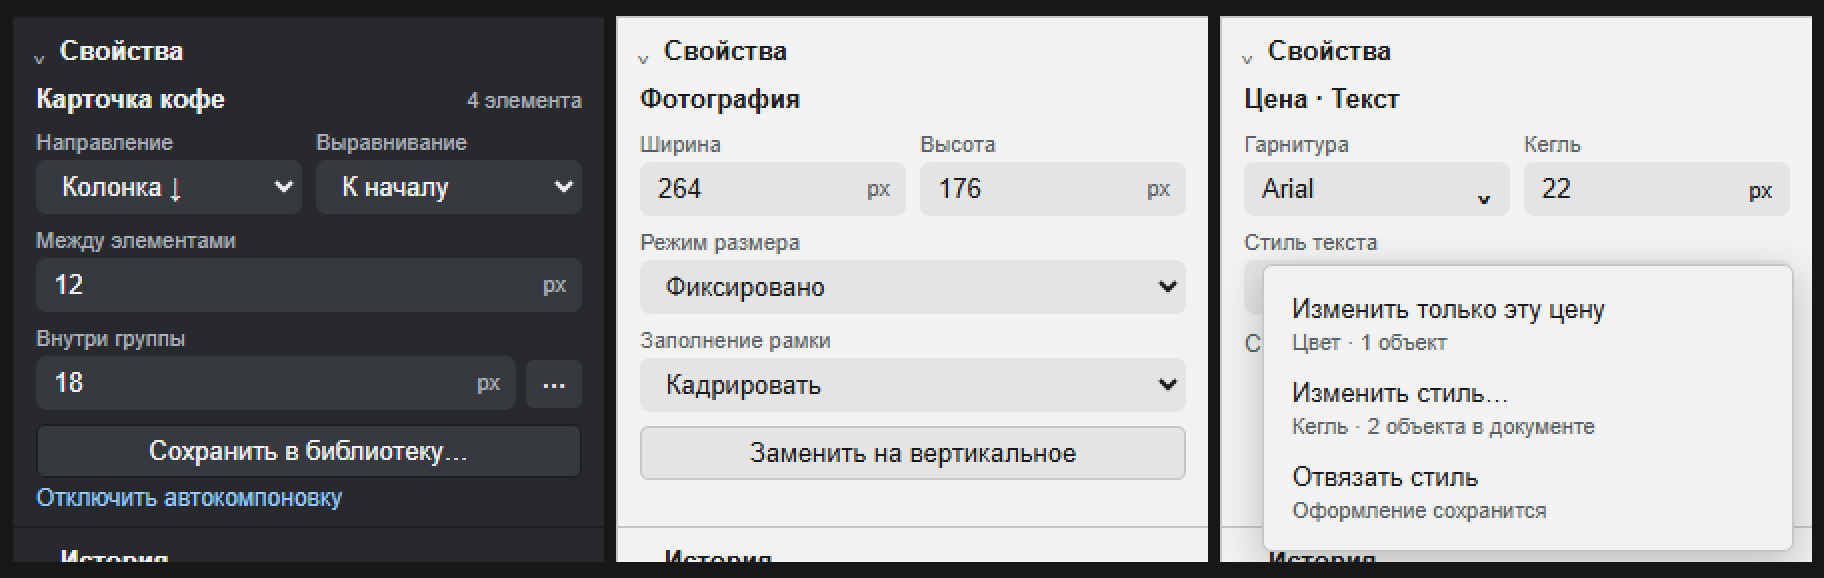 Свойства
Карточка кофе
4 элемента
Направление
Выравнивание
Колонка ↓
К началу
Между элементами
12
px
Внутри группы
18
px
...
Сохранить в библиотеку...
Отключить автокомпоновку
История
Свойства
Фотография
Ширина
Высота
264
px
176
px
Режим размера
Фиксировано
Заполнение рамки
Кадрировать
Заменить на вертикальное
История
Свойства
Цена · Текст
Гарнитура
Кегль
Arial
22
px
Стиль текста
С
Изменить только эту цену
Цвет · 1 объект
Изменить стиль...
Кегль · 2 объекта в документе
Отвязать стиль
Оформление сохранится
История